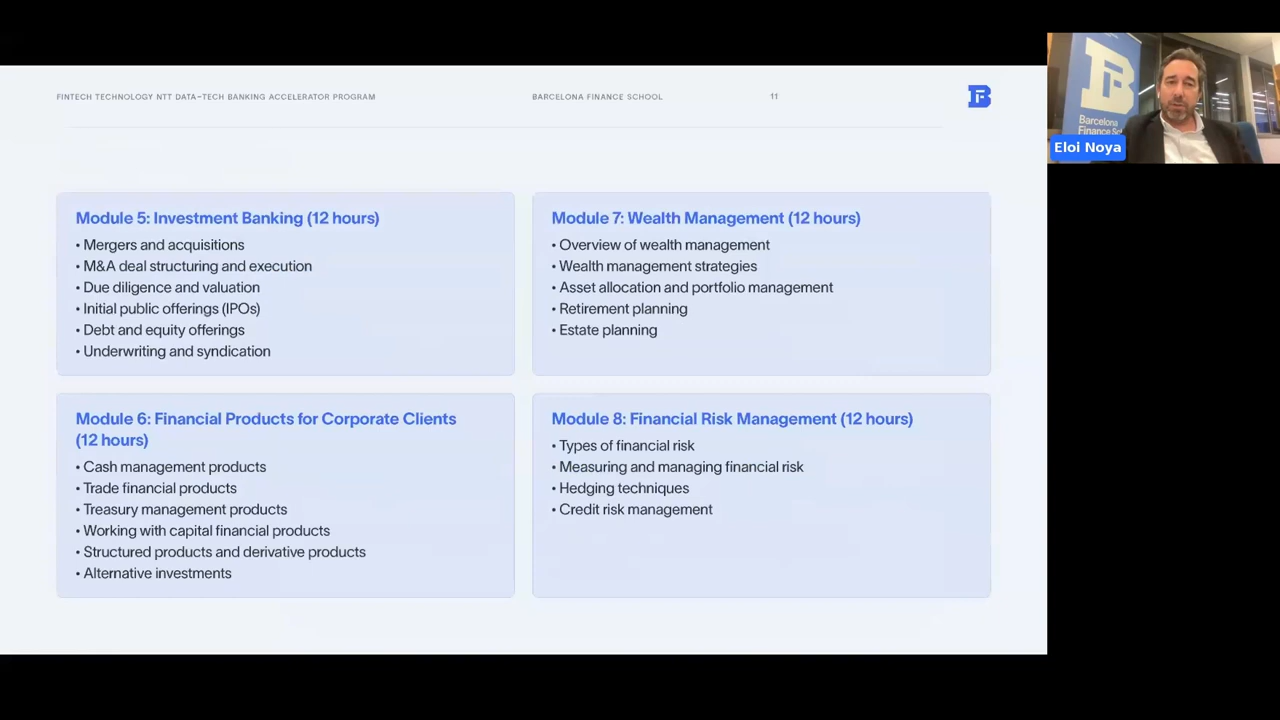 FINTECH TECHNOLOGY NTT DATA-TECH BANKING ACCELERATOR PROGRAM
BARCELONA FINANCE SCHOOL
11
Module 5: Investment Banking (12 hours)
• Mergers and acquisitions
• M&A deal structuring and execution
• Due diligence and valuation
• Initial public offerings (IPOs)
• Debt and equity offerings
• Underwriting and syndication
Module 6: Financial Products for Corporate Clients
(12 hours)
• Cash management products
• Trade financial products
• Treasury management products
• Working with capital financial products
• Structured products and derivative products
• Alternative investments
Module 7: Wealth Management (12 hours)
• Overview of wealth management
• Wealth management strategies
• Asset allocation and portfolio management
• Retirement planning
• Estate planning
Module 8: Financial Risk Management (12 hours)
• Types of financial risk
• Measuring and managing financial risk
• Hedging techniques
• Credit risk management
Barcelona
Finance Sc
Eloi Noya